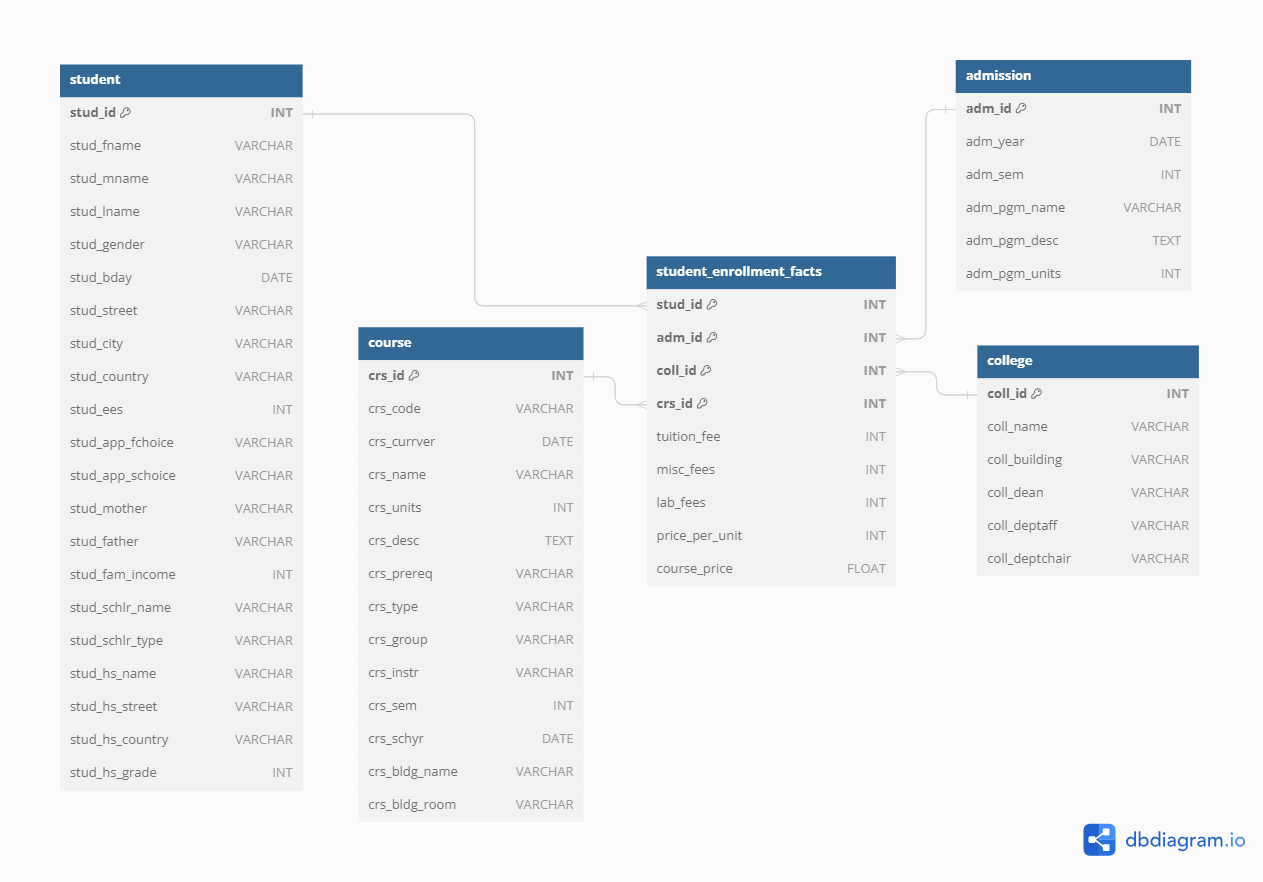 student
stud_id INT
stud_fname VARCHAR
stud_mname VARCHAR
stud_lname VARCHAR
stud_gender VARCHAR
stud_bday DATE
stud_street VARCHAR
stud_city VARCHAR
stud_country VARCHAR
stud_ees INT
stud_app_fchoice VARCHAR
stud_app_schoice VARCHAR
stud_mother VARCHAR
stud_father VARCHAR
stud_fam_income INT
stud_schlr_name VARCHAR
stud_schlr_type VARCHAR
stud_hs_name VARCHAR
stud_hs_street VARCHAR
stud_hs_country VARCHAR
stud_hs_grade INT
course
crs_id INT
crs_code VARCHAR
crs_currver DATE
crs_name VARCHAR
crs_units INT
crs_desc TEXT
crs_prereq VARCHAR
crs_type VARCHAR
crs_group VARCHAR
crs_instr VARCHAR
crs_sem INT
crs_schyr DATE
crs_bldg_name VARCHAR
crs_bldg_room VARCHAR
student_enrollment_facts
stud_id INT
adm_id INT
coll_id INT
crs_id INT
tuition_fee INT
misc_fees INT
lab_fees INT
price_per_unit INT
course_price FLOAT
admission
adm_id INT
adm_year DATE
adm_sem INT
adm_pgm_name VARCHAR
adm_pgm_desc TEXT
adm_pgm_units INT
college
coll_id INT
coll_name VARCHAR
coll_building VARCHAR
coll_dean VARCHAR
coll_deptaff VARCHAR
coll_deptchair VARCHAR
dbdiagram.io